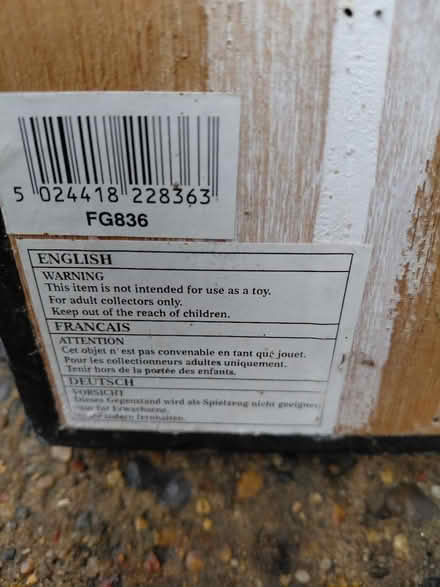 5 024418 228363
FG836
ENGLISH
WARNING
This item is not intended for use as a toy.
For adult collectors only.
Keep out of the reach of children.
FRANCAIS
ATTENTION
Cet objet n' est pas convenable en tant que jouet.
Pour les collectionneurs adultes uniquement.
Tenir hors de la portée des enfants.
DEUTSCH
VORSICHT
Dieses Gegenstand wird als Spielzeug nicht geeignet
für Erwachsene
fernhalten